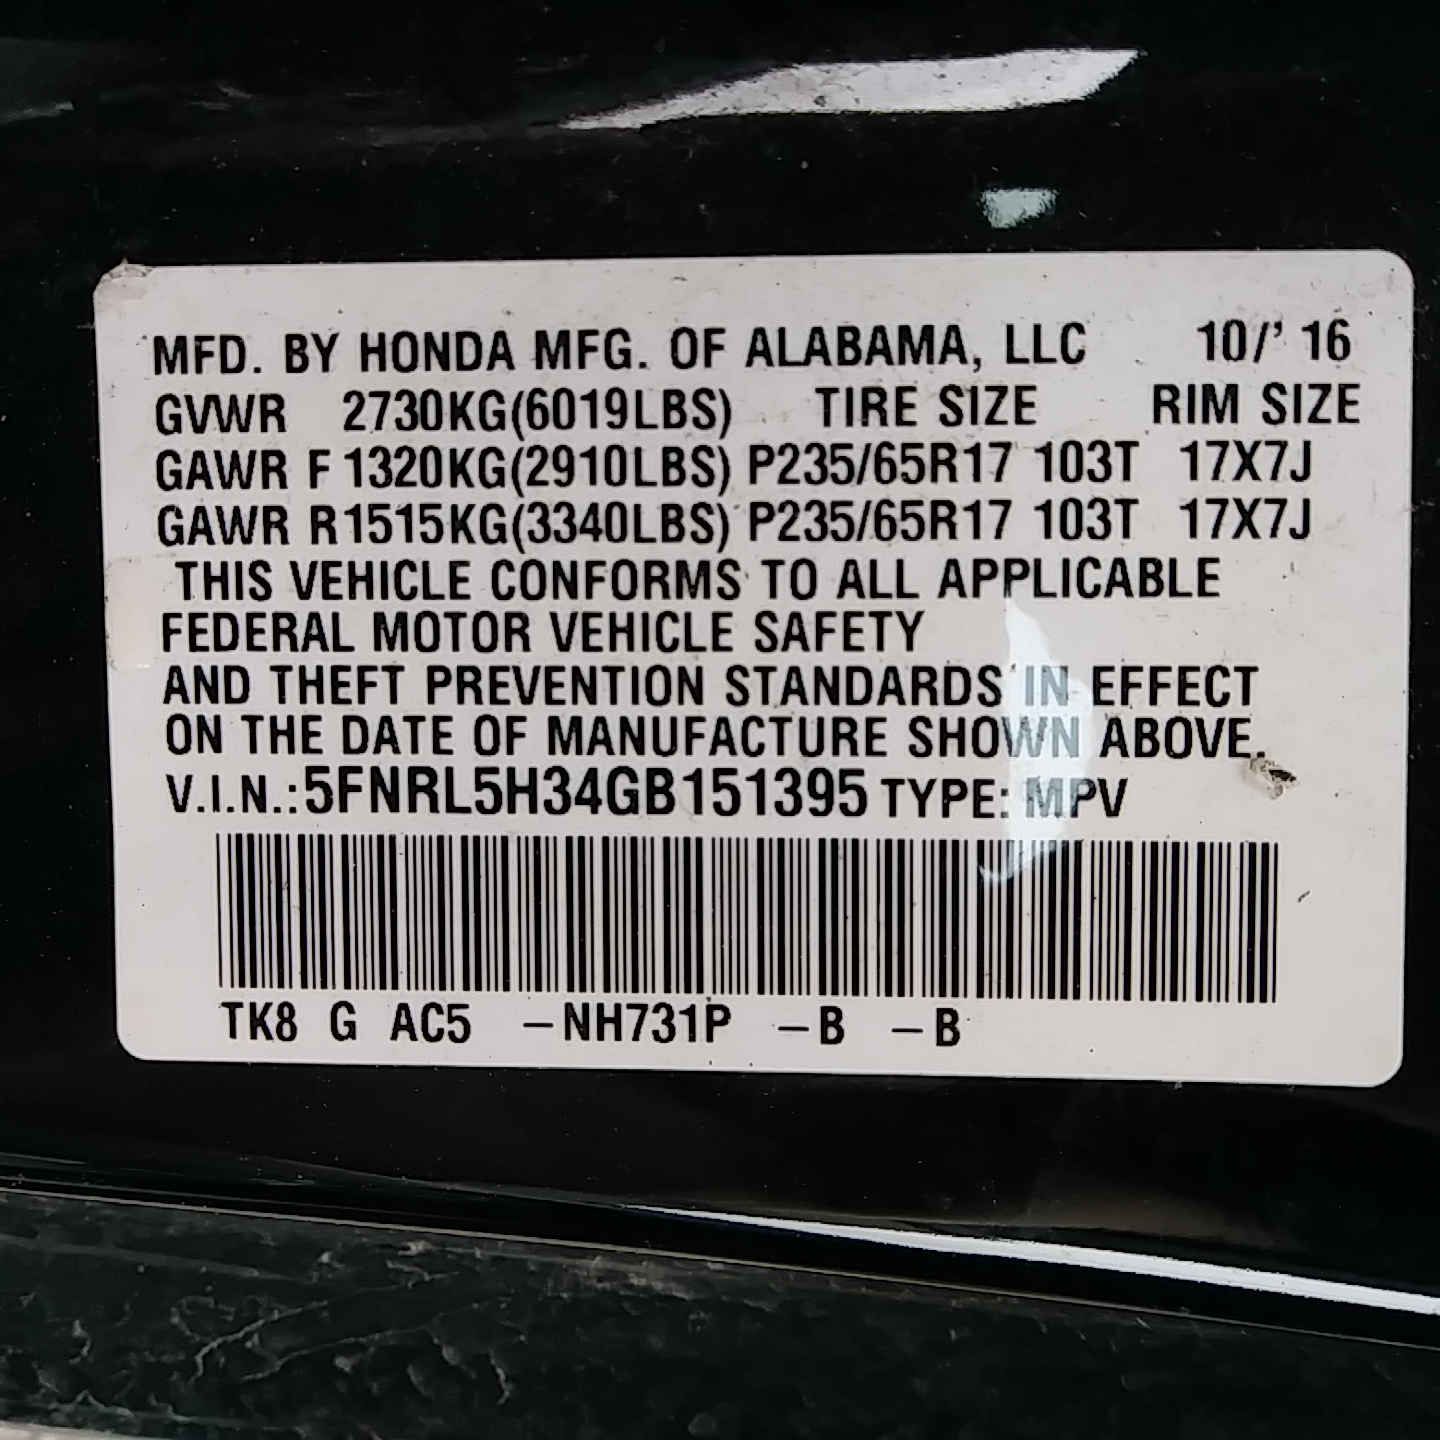 MFD. BY HONDA MFG. OF ALABAMA, LLC 10/' 16
GVWR 2730KG(6019LBS) TIRE SIZE RIM SIZE
GAWR F 1320KG(2910LBS) P235/65R17 103T 17X7J
GAWR R1515KG(3340LBS) P235/65R17 103T 17X7J
THIS VEHICLE CONFORMS TO ALL APPLICABLE
FEDERAL MOTOR VEHICLE SAFETY
AND THEFT PREVENTION STANDARDS IN EFFECT
ON THE DATE OF MANUFACTURE SHOWN ABOVE.
V.I.N.:5FNRL5H34GB151395 TYPE: MPV
TK8 G AC5 –NH731P –B –B